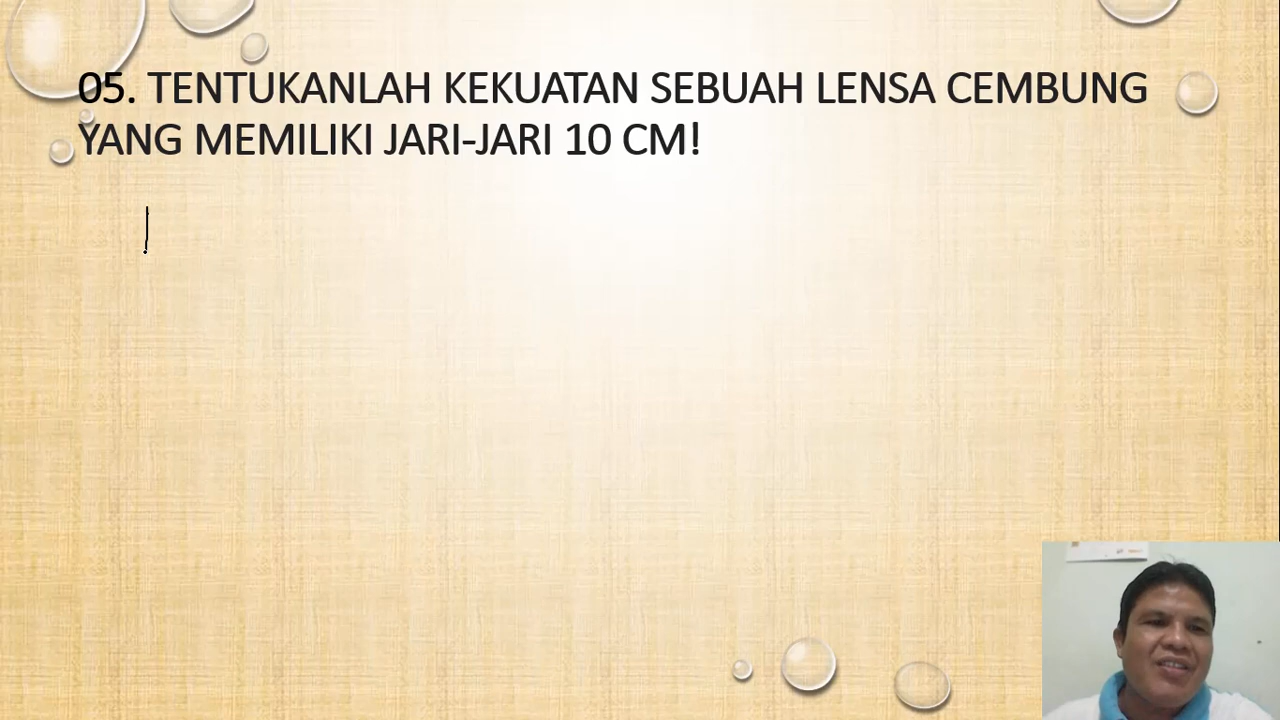 05. TENTUKANLAH KEKUATAN SEBUAH LENSA CEMBUNG
YANG MEMILIKI JARI-JARI 10 CM!